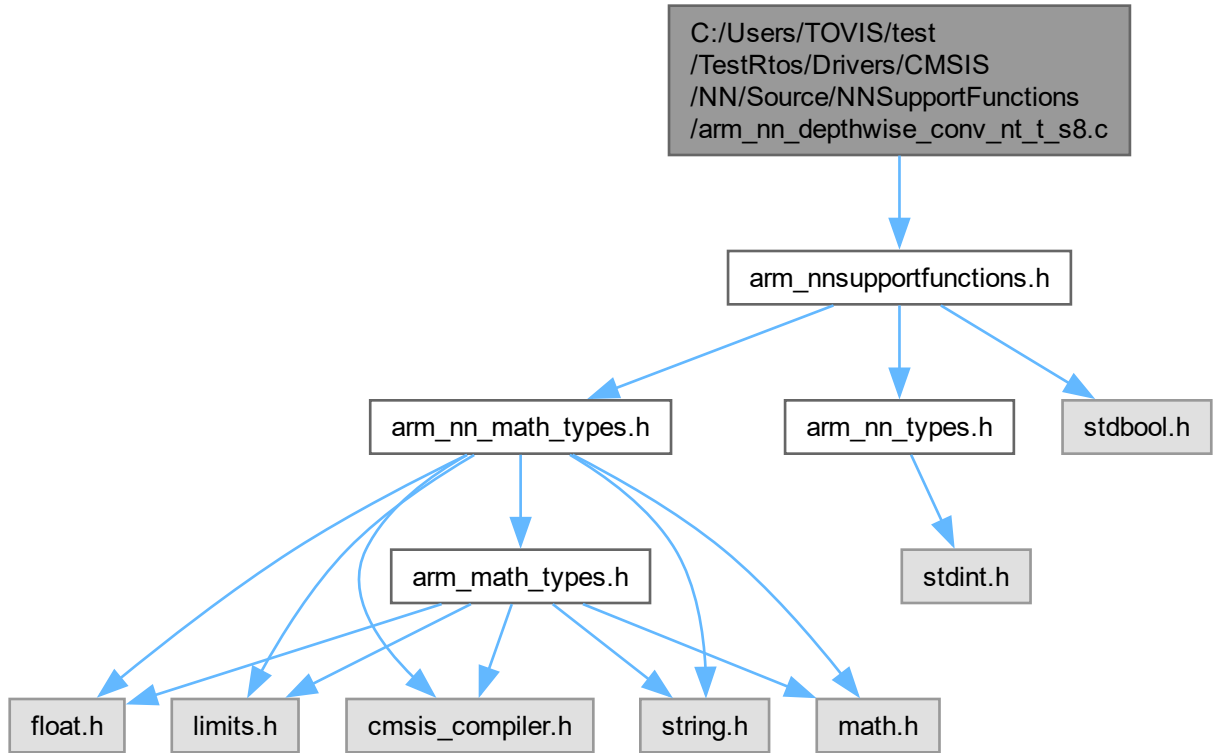 C:/Users/TOVIS/test
/TestRtos/Drivers/CMSIS
/NN/Source/NNSupportFunctions
/arm_nn_depthwise_conv_nt_t_s8.c
arm_nnsupportfunctions.h
arm_nn_math_types.h
arm_nn_types.h
stdbool.h
arm_math_types.h
stdint.h
float.h
limits.h
cmsis_compiler.h
string.h
math.h